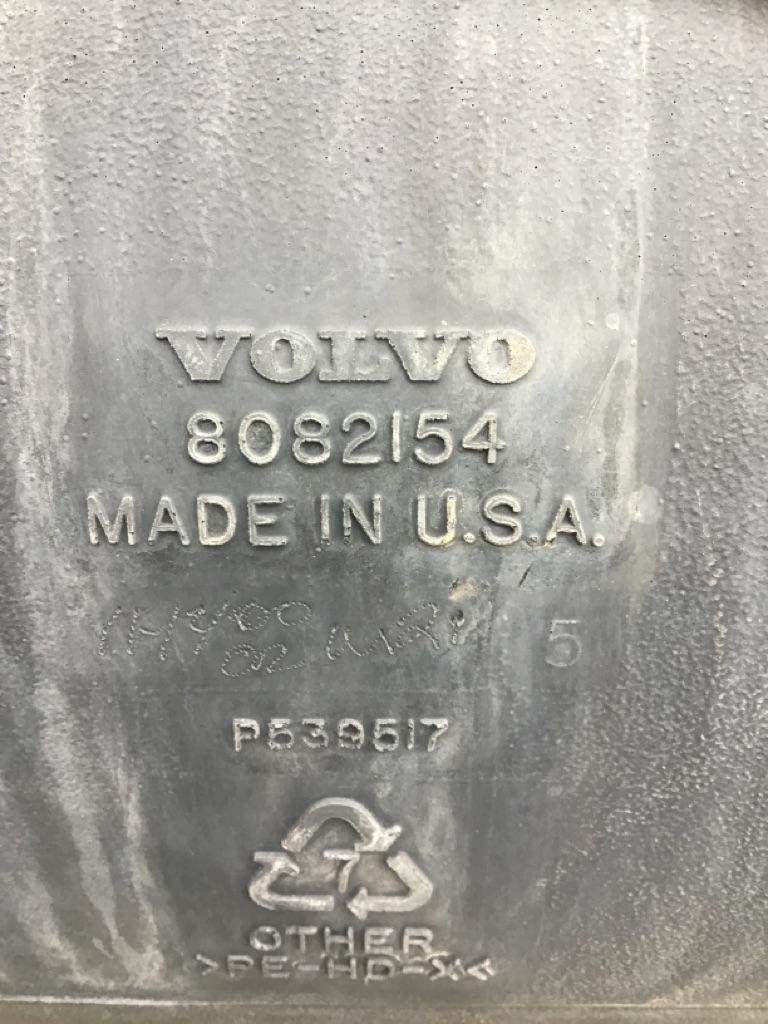 VOLVO
8082154
MADE IN U.S.A.
5
P539517
7
OTHER
>PE-HD-X<